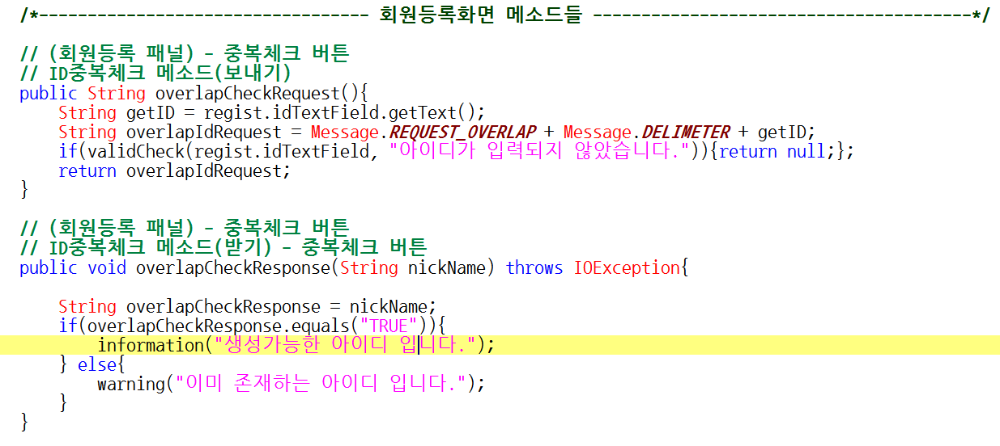 /*---------------------------------- 회원등록화면 메소드들 ---------------------------------------*/
// (회원등록 패널) - 중복체크 버튼
// ID중복체크 메소드(보내기)
public String overlapCheckRequest(){
String getID = regist.idTextField.getText();
String overlapIdRequest = Message.REQUEST_OVERLAP + Message.DELIMETER + getID;
if(validCheck(regist.idTextField, "아이디가 입력되지 않았습니다.")){return null;};
return overlapIdRequest;
}
// (회원등록 패널) - 중복체크 버튼
// ID중복체크 메소드(받기) - 중복체크 버튼
public void overlapCheckResponse(String nickName) throws IOException{
String overlapCheckResponse = nickName;
if(overlapCheckResponse.equals("TRUE")){
information("생성가능한 아이디 입니다.");
} else{
warning("이미 존재하는 아이디 입니다.");
}
}